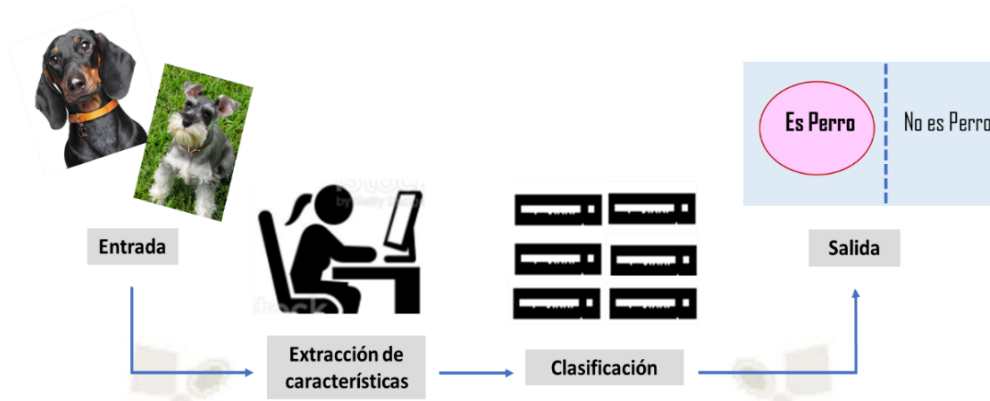 Entrada
Extracción de
características
Clasificación
Salida
Es Perro
No es Perro